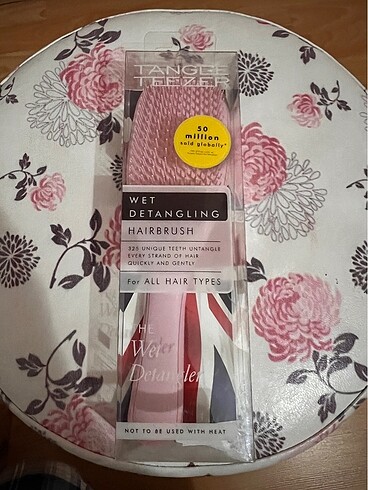 TANGLE
TEEZER
50
million
sold globally*
WET
DETANGLING
HAIRBRUSH
325 UNIQUE TEETH UNTANGLE
EVERY STRAND OF HAIR
QUICKLY AND GENTLY
For ALL HAIR TYPES
THE
Wet
Detangler
NOT TO BE USED WITH HEAT